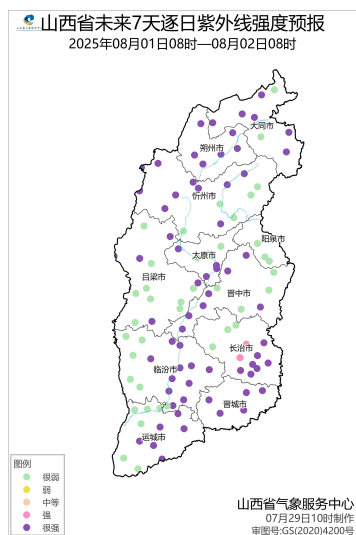 山西省未来7天逐日紫外线强度预报
2025年08月01日08时—08月02日08时
大同市
朔州市
忻州市
阳泉市
太原市
吕梁市
晋中市
长治市
临汾市
晋城市
运城市
图例
很弱
弱
中等
强
很强
山西省气象服务中心
07月29日10时制作
审图号:GS(2020)4200号